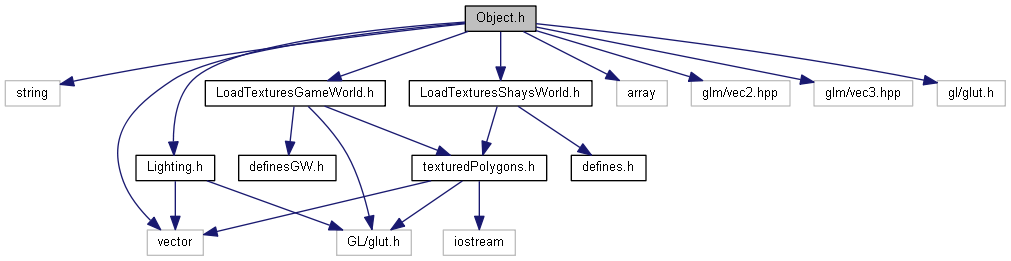 Object.h
string
LoadTexturesGameWorld.h
LoadTexturesShaysWorld.h
array
glm/vec2.hpp
glm/vec3.hpp
gl/glut.h
Lighting.h
definesGW.h
texturedPolygons.h
defines.h
vector
GL/glut.h
iostream